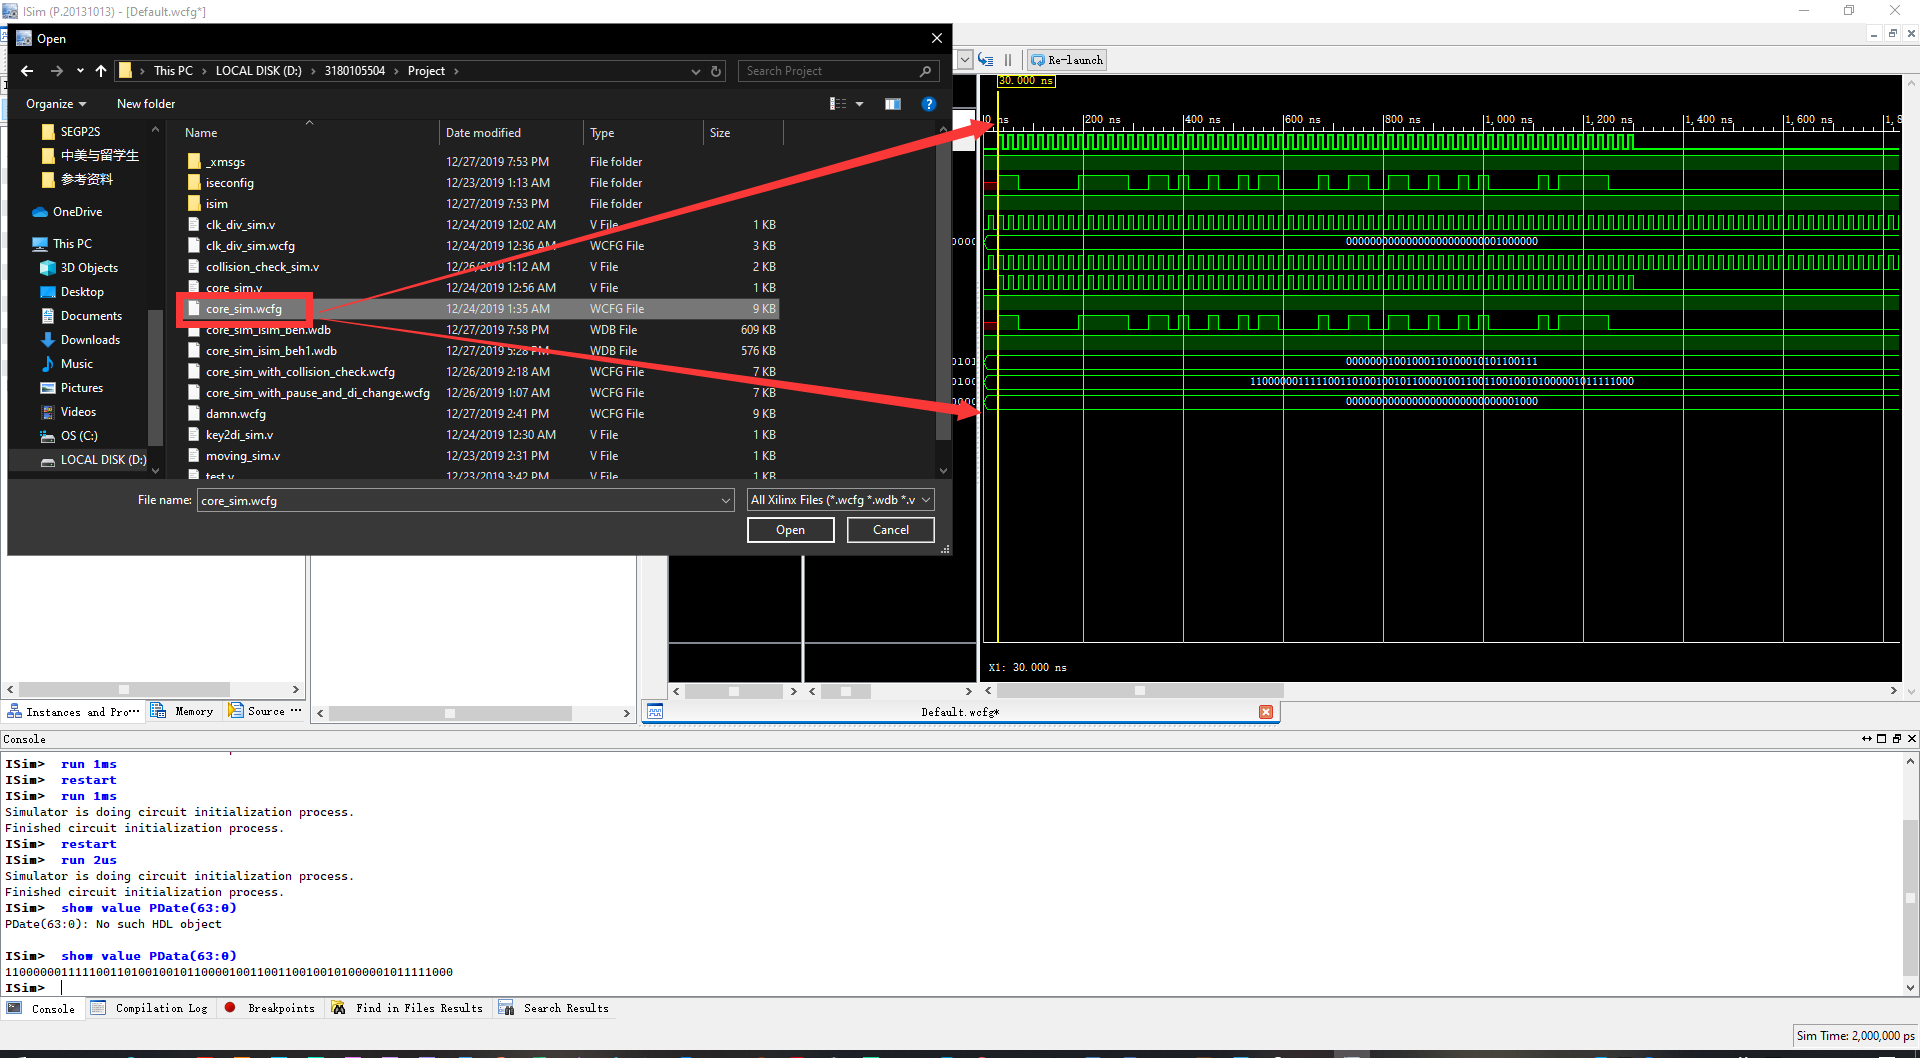 ISim (P.20131013) - [Default.wcfg*]
Open
This PC › LOCAL DISK (D:) › 3180105504 › Project ›
Search Project
Organize
New folder
Re-launch
SEGP2S
中美与留学生
参考资料
OneDrive
This PC
3D Objects
Desktop
Documents
Downloads
Music
Pictures
Videos
OS (C:)
LOCAL DISK (D:)
Name Date modified Type Size
_xmsgs 12/27/2019 7:53 PM File folder
iseconfig 12/23/2019 1:13 AM File folder
isim 12/27/2019 7:53 PM File folder
clk_div_sim.v 12/24/2019 12:02 AM V File 1 KB
clk_div_sim.wcfg 12/24/2019 12:36 AM WCFG File 3 KB
collision_check_sim.v 12/26/2019 1:12 AM V File 2 KB
core_sim.v 12/24/2019 12:56 AM V File 1 KB
core_sim.wcfg 12/24/2019 1:35 AM WCFG File 9 KB
core_sim_isim_beh.wdb 12/27/2019 7:58 PM WDB File 609 KB
core_sim_isim_beh1.wdb 12/27/2019 5:28 PM WDB File 576 KB
core_sim_with_collision_check.wcfg 12/26/2019 2:18 AM WCFG File 7 KB
core_sim_with_pause_and_di_change.wcfg 12/26/2019 1:07 AM WCFG File 7 KB
damn.wcfg 12/27/2019 2:41 PM WCFG File 9 KB
key2di_sim.v 12/24/2019 12:30 AM V File 1 KB
moving_sim.v 12/23/2019 2:31 PM V File 1 KB
test.v 12/23/2019 3:42 PM V File 1 KB
File name: core_sim.wcfg
All Xilinx Files (*.wcfg *.wdb *.v
Open
Cancel
30.000 ns
0 ns 200 ns 400 ns 600 ns 800 ns 1,000 ns 1,200 ns 1,400 ns 1,600 ns 1,8
X1: 30.000 ns
Instances and Pro···
Memory
Source ···
Default.wcfg*
Console
ISim> run 1ms
ISim> restart
ISim> run 1ms
Simulator is doing circuit initialization process.
Finished circuit initialization process.
ISim> restart
ISim> run 2us
Simulator is doing circuit initialization process.
Finished circuit initialization process.
ISim> show value PDate(63:0)
PDate(63:0): No such HDL object
ISim> show value PData(63:0)
ISim>
Console
Compilation Log
Breakpoints
Find in Files Results
Search Results
Sim Time: 2,000,000 ps